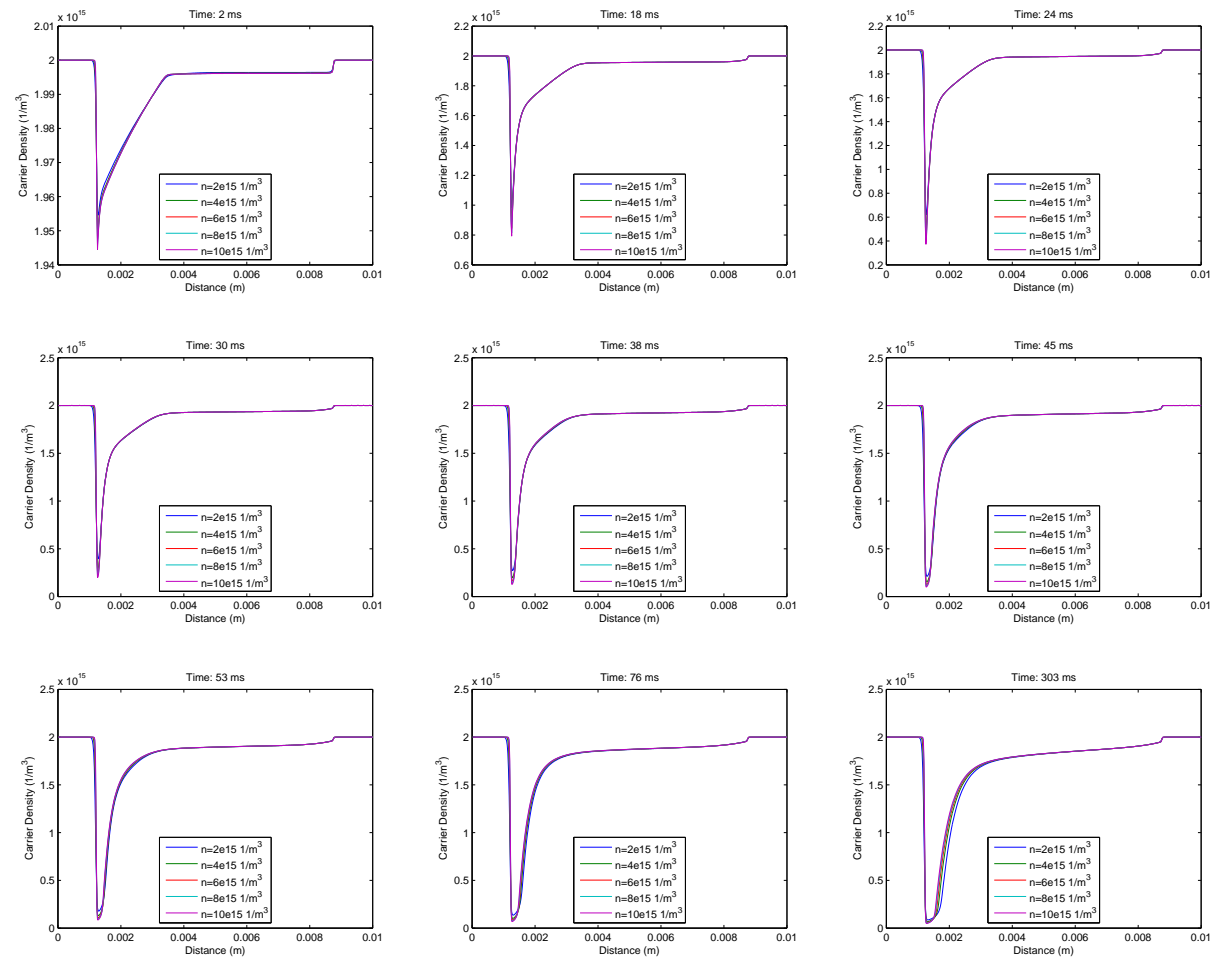 x 10^15
Time: 2 ms
Carrier Density (1/m^3)
2.01
2
1.99
1.98
1.97
1.96
1.95
1.94
n=2e15 1/m^3
n=4e15 1/m^3
n=6e15 1/m^3
n=8e15 1/m^3
n=10e15 1/m^3
0 0.002 0.004 0.006 0.008 0.01
Distance (m)
x 10^15
Time: 18 ms
Carrier Density (1/m^3)
2.2
2
1.8
1.6
1.4
1.2
1
0.8
0.6
n=2e15 1/m^3
n=4e15 1/m^3
n=6e15 1/m^3
n=8e15 1/m^3
n=10e15 1/m^3
0 0.002 0.004 0.006 0.008 0.01
Distance (m)
x 10^15
Time: 24 ms
Carrier Density (1/m^3)
2.2
2
1.8
1.6
1.4
1.2
1
0.8
0.6
0.4
0.2
n=2e15 1/m^3
n=4e15 1/m^3
n=6e15 1/m^3
n=8e15 1/m^3
n=10e15 1/m^3
0 0.002 0.004 0.006 0.008 0.01
Distance (m)
x 10^15
Time: 30 ms
Carrier Density (1/m^3)
2.5
2
1.5
1
0.5
0
n=2e15 1/m^3
n=4e15 1/m^3
n=6e15 1/m^3
n=8e15 1/m^3
n=10e15 1/m^3
0 0.002 0.004 0.006 0.008 0.01
Distance (m)
x 10^15
Time: 38 ms
Carrier Density (1/m^3)
2.5
2
1.5
1
0.5
0
n=2e15 1/m^3
n=4e15 1/m^3
n=6e15 1/m^3
n=8e15 1/m^3
n=10e15 1/m^3
0 0.002 0.004 0.006 0.008 0.01
Distance (m)
x 10^15
Time: 45 ms
Carrier Density (1/m^3)
2.5
2
1.5
1
0.5
0
n=2e15 1/m^3
n=4e15 1/m^3
n=6e15 1/m^3
n=8e15 1/m^3
n=10e15 1/m^3
0 0.002 0.004 0.006 0.008 0.01
Distance (m)
x 10^15
Time: 53 ms
Carrier Density (1/m^3)
2.5
2
1.5
1
0.5
0
n=2e15 1/m^3
n=4e15 1/m^3
n=6e15 1/m^3
n=8e15 1/m^3
n=10e15 1/m^3
0 0.002 0.004 0.006 0.008 0.01
Distance (m)
x 10^15
Time: 76 ms
Carrier Density (1/m^3)
2.5
2
1.5
1
0.5
0
n=2e15 1/m^3
n=4e15 1/m^3
n=6e15 1/m^3
n=8e15 1/m^3
n=10e15 1/m^3
0 0.002 0.004 0.006 0.008 0.01
Distance (m)
x 10^15
Time: 303 ms
Carrier Density (1/m^3)
2.5
2
1.5
1
0.5
0
n=2e15 1/m^3
n=4e15 1/m^3
n=6e15 1/m^3
n=8e15 1/m^3
n=10e15 1/m^3
0 0.002 0.004 0.006 0.008 0.01
Distance (m)